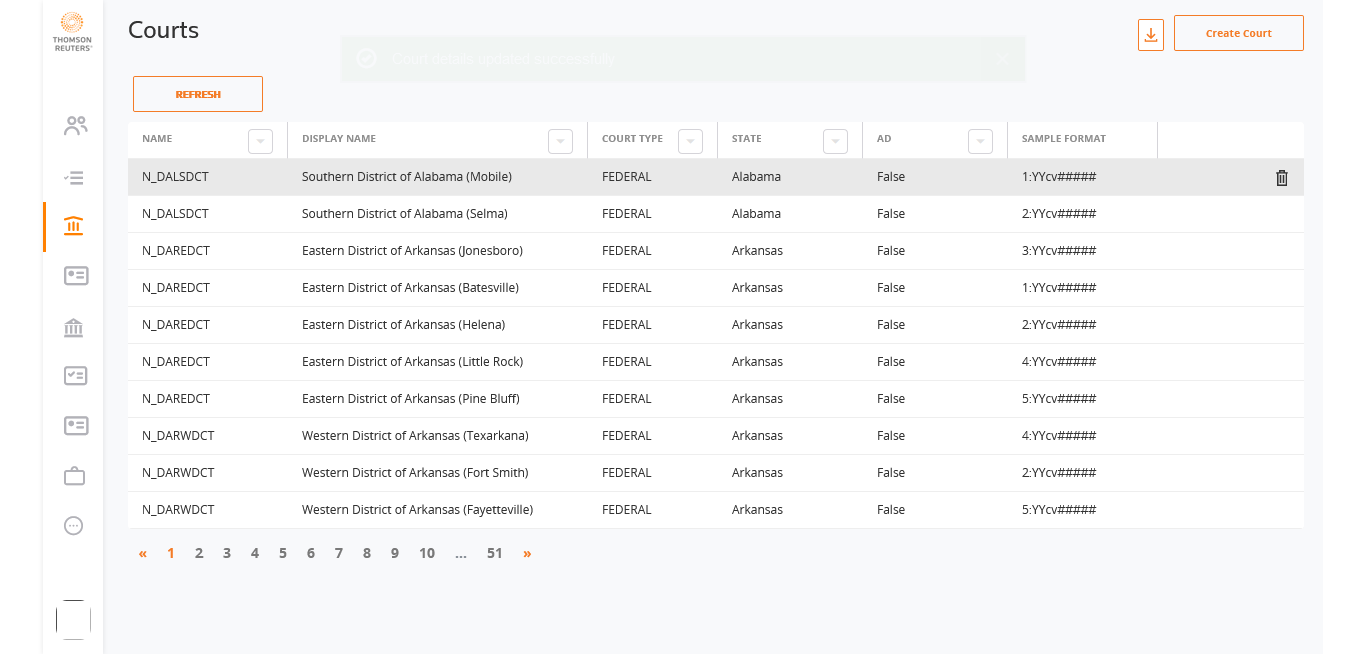 THOMSON
REUTERS®
Courts
Create Court
Court details updated successfully
REFRESH
NAME DISPLAY NAME COURT TYPE STATE AD SAMPLE FORMAT
N_DALSDCT Southern District of Alabama (Mobile) FEDERAL Alabama False 1:YYcv#####
N_DALSDCT Southern District of Alabama (Selma) FEDERAL Alabama False 2:YYcv#####
N_DAREDCT Eastern District of Arkansas (Jonesboro) FEDERAL Arkansas False 3:YYcv#####
N_DAREDCT Eastern District of Arkansas (Batesville) FEDERAL Arkansas False 1:YYcv#####
N_DAREDCT Eastern District of Arkansas (Helena) FEDERAL Arkansas False 2:YYcv#####
N_DAREDCT Eastern District of Arkansas (Little Rock) FEDERAL Arkansas False 4:YYcv#####
N_DAREDCT Eastern District of Arkansas (Pine Bluff) FEDERAL Arkansas False 5:YYcv#####
N_DARWDCT Western District of Arkansas (Texarkana) FEDERAL Arkansas False 4:YYcv#####
N_DARWDCT Western District of Arkansas (Fort Smith) FEDERAL Arkansas False 2:YYcv#####
N_DARWDCT Western District of Arkansas (Fayetteville) FEDERAL Arkansas False 5:YYcv#####
« 1 2 3 4 5 6 7 8 9 10 ... 51 »